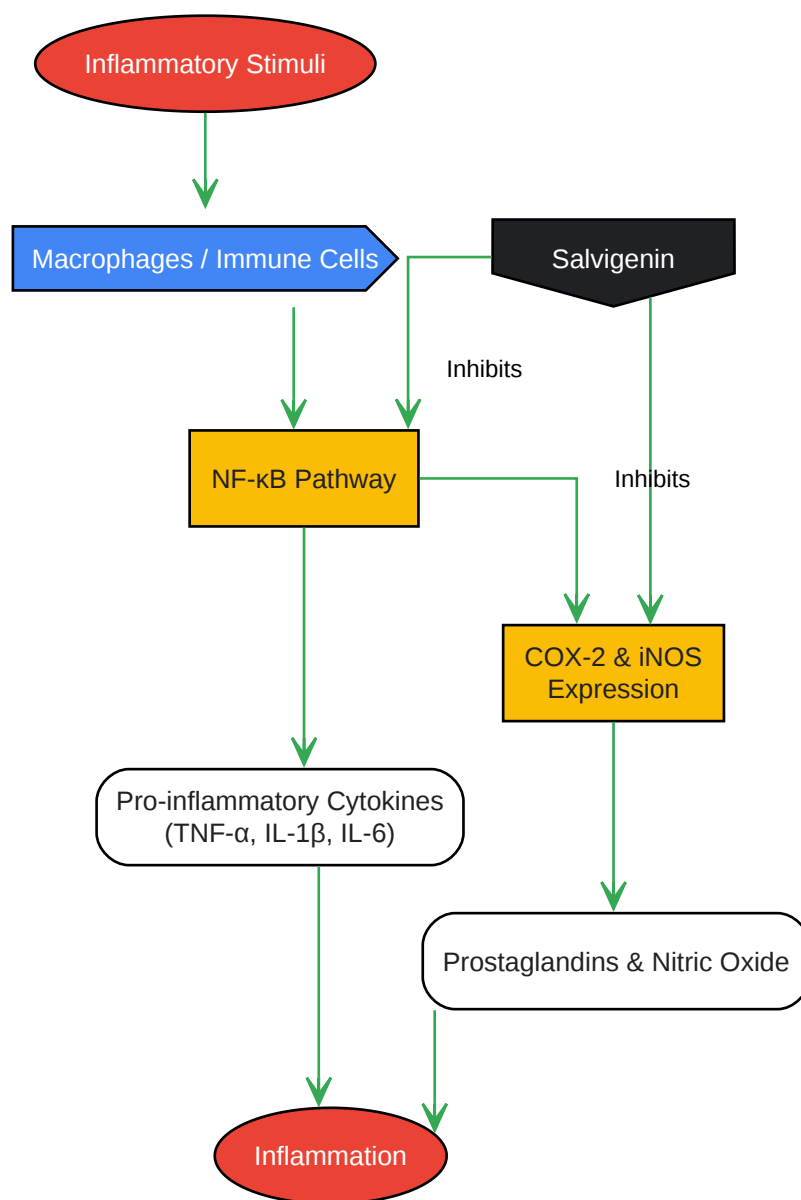 Inflammatory Stimuli
Macrophages / Immune Cells
Salvigenin
Inhibits
NF-κB Pathway
Inhibits
COX-2 & iNOS
Expression
Pro-inflammatory Cytokines
(TNF-α, IL-1β, IL-6)
Prostaglandins & Nitric Oxide
Inflammation